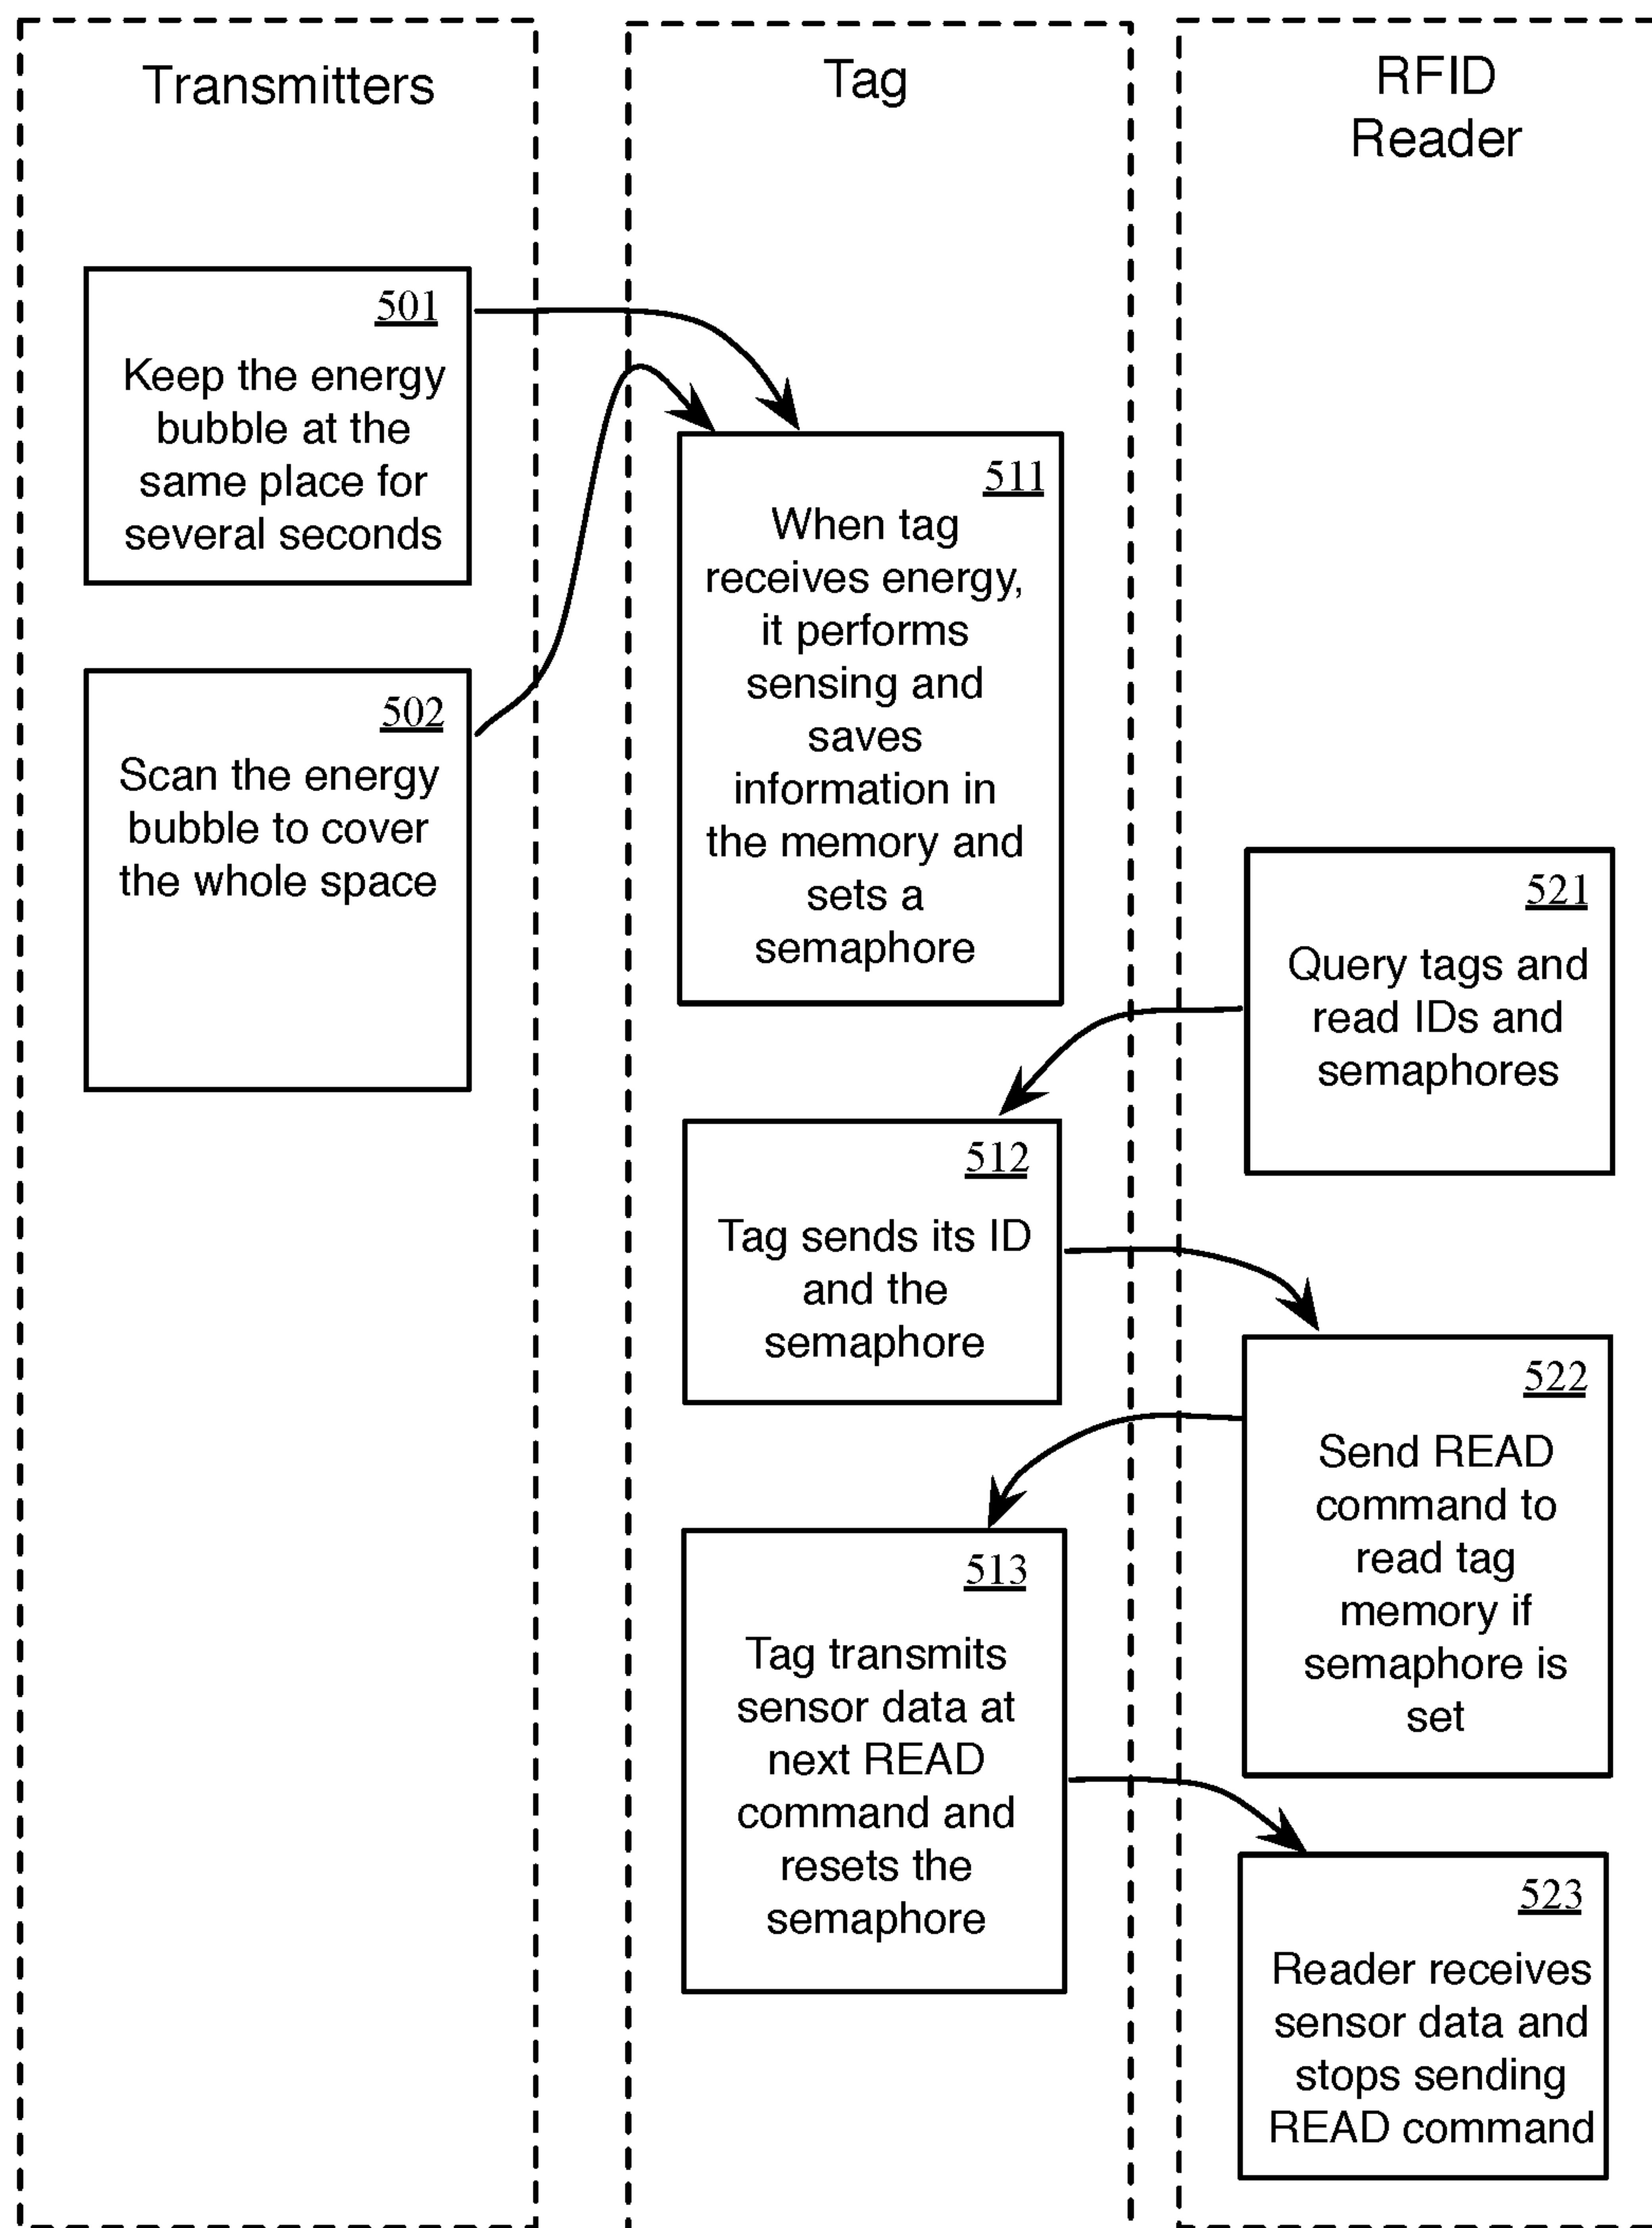 Transmitters
501
Keep the energy
bubble at the
same place for
several seconds
502
Scan the energy
bubble to cover
the whole space
Tag
511
When tag
receives energy,
it performs
sensing and
saves
information in
the memory and
sets a
semaphore
512
Tag sends its ID
and the
semaphore
513
Tag transmits
sensor data at
next READ
command and
resets the
semaphore
RFID
Reader
521
Query tags and
read IDs and
semaphores
522
Send READ
command to
read tag
memory if
semaphore is
set
523
Reader receives
sensor data and
stops sending
READ command